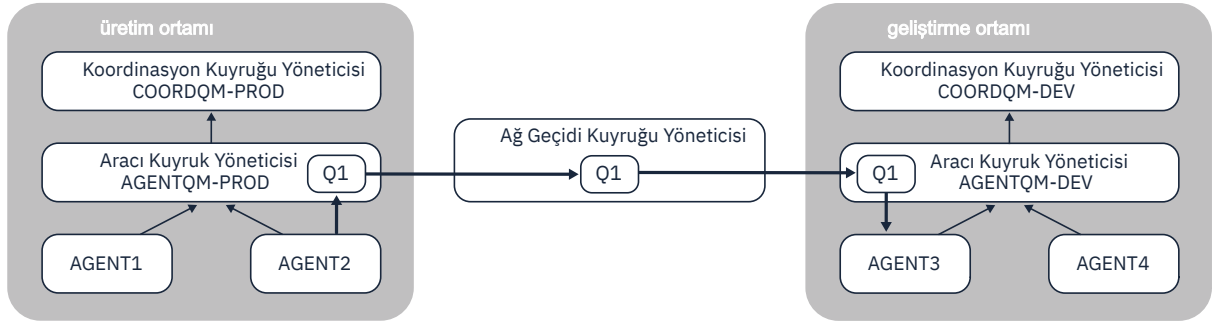 üretim ortamı
Koordinasyon Kuyruğu Yöneticisi
COORDQM-PROD
Aracı Kuyruk Yöneticisi
AGENTQM-PROD
Q1
AGENT1
AGENT2
Ağ Geçidi Kuyruğu Yöneticisi
Q1
geliştirme ortamı
Koordinasyon Kuyruğu Yöneticisi
COORDQM-DEV
Q1
Aracı Kuyruk Yöneticisi
AGENTQM-DEV
AGENT3
AGENT4